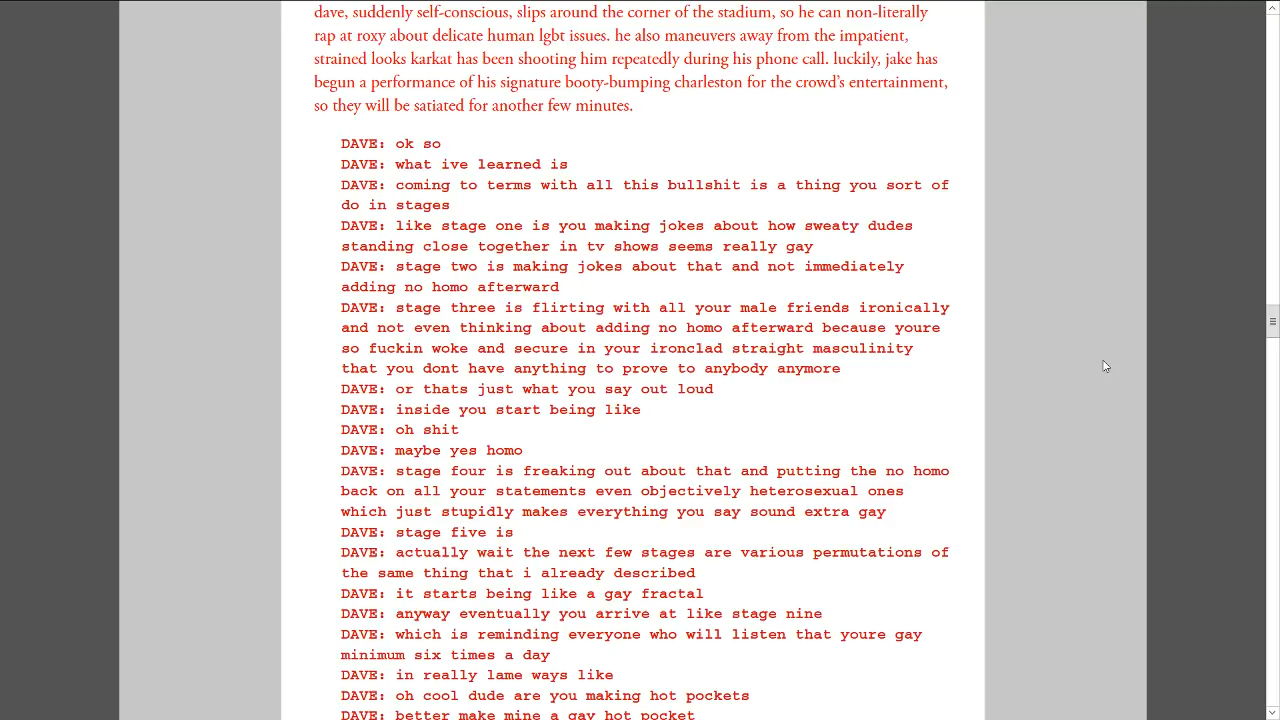 dave, suddenly self-conscious, slips around the corner of the stadium, so he can non-literally
rap at roxy about delicate human lgbt issues. he also maneuvers away from the impatient,
strained looks karkat has been shooting him repeatedly during his phone call. luckily, jake has
begun a performance of his signature booty-bumping charleston for the crowd's entertainment,
so they will be satiated for another few minutes.
DAVE: ok so
DAVE: what ive learned is
DAVE: coming to terms with all this bullshit is a thing you sort of
do in stages
DAVE: like stage one is you making jokes about how sweaty dudes
standing close together in tv shows seems really gay
DAVE: stage two is making jokes about that and not immediately
adding no homo afterward
DAVE: stage three is flirting with all your male friends ironically
and not even thinking about adding no homo afterward because youre
so fuckin woke and secure in your ironclad straight masculinity
that you dont have anything to prove to anybody anymore
DAVE: or thats just what you say out loud
DAVE: inside you start being like
DAVE: oh shit
DAVE: maybe yes homo
DAVE: stage four is freaking out about that and putting the no homo
back on all your statements even objectively heterosexual ones
which just stupidly makes everything you say sound extra gay
DAVE: stage five is
DAVE: actually wait the next few stages are various permutations of
the same thing that i already described
DAVE: it starts being like a gay fractal
DAVE: anyway eventually you arrive at like stage nine
DAVE: which is reminding everyone who will listen that youre gay
minimum six times a day
DAVE: in really lame ways like
DAVE: oh cool dude are you making hot pockets
DAVE: better make mine a gay hot pocket